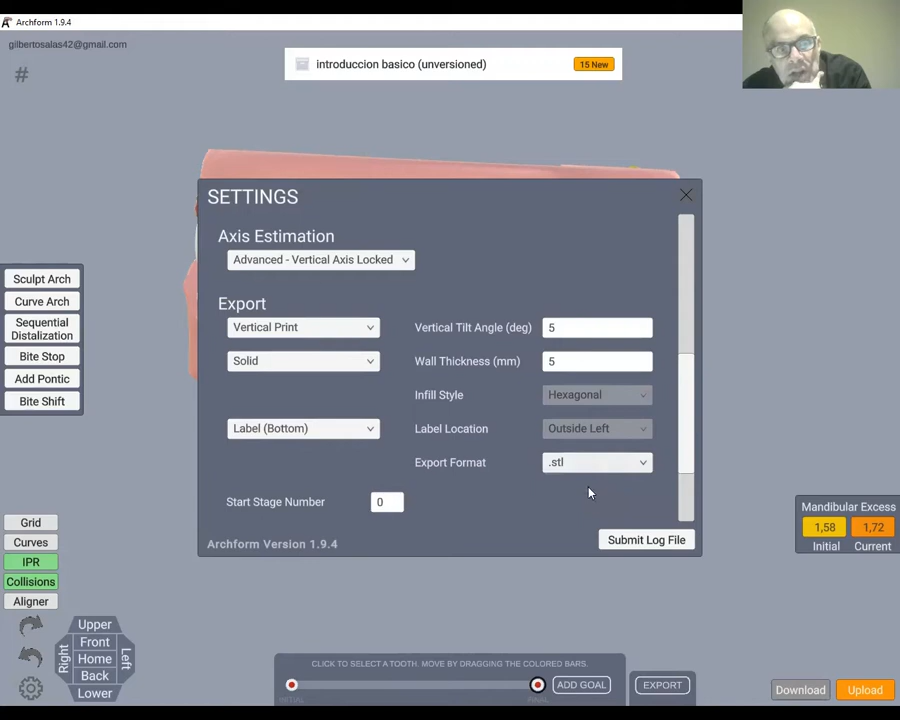 Archform 1.9.4
gilbertosalas42@gmail.com
#
introduccion basico (unversioned)
15 New
SETTINGS
Axis Estimation
Advanced - Vertical Axis Locked
Export
Vertical Print
Vertical Tilt Angle (deg)
5
Solid
Wall Thickness (mm)
5
Infill Style
Hexagonal
Label (Bottom)
Label Location
Outside Left
Export Format
.stl
Start Stage Number
0
Archform Version 1.9.4
Submit Log File
Sculpt Arch
Curve Arch
Sequential
Distalization
Bite Stop
Add Pontic
Bite Shift
Grid
Curves
IPR
Collisions
Aligner
Upper
Front
Right
Home
Left
Back
Lower
Mandibular Excess
1,58
1,72
Initial
Current
CLICK TO SELECT A TOOTH. MOVE BY DRAGGING THE COLORED BARS.
INITIAL
FINAL
ADD GOAL
EXPORT
Download
Upload